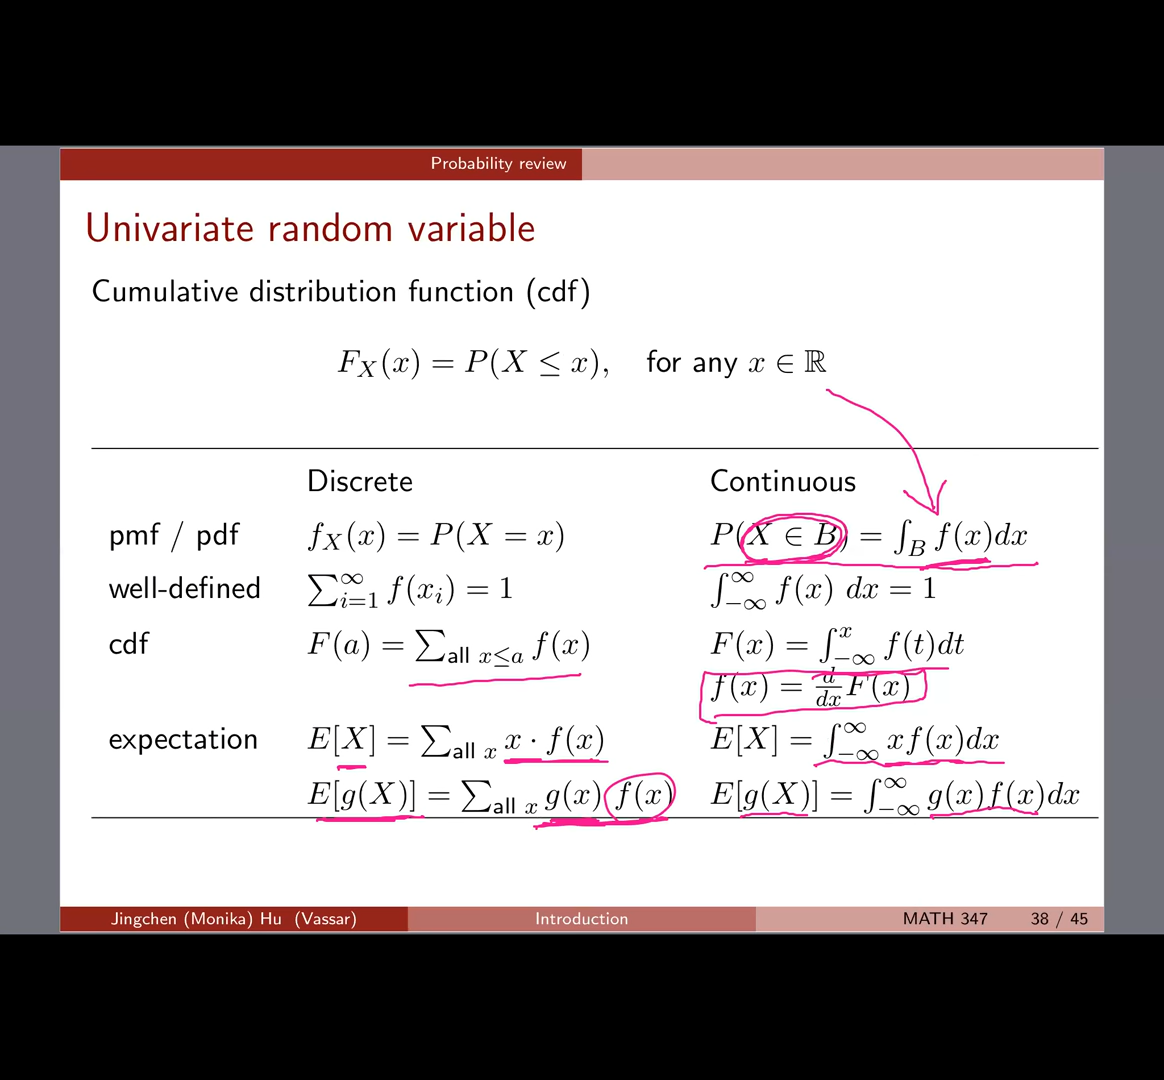 Probability review
Univariate random variable
Cumulative distribution function (cdf)
F_X(x) = P(X ≤ x), for any x ∈ ℝ
Discrete Continuous
pmf / pdf f_X(x) = P(X = x) P(X ∈ B) = ∫_B f(x)dx
well-defined ∑_{i=1}^∞ f(x_i) = 1 ∫_{−∞}^∞ f(x) dx = 1
cdf F(a) = ∑_{all x≤a} f(x) F(x) = ∫_{−∞}^x f(t)dt
f(x) = d/dx F(x)
expectation E[X] = ∑_{all x} x · f(x) E[X] = ∫_{−∞}^∞ xf(x)dx
E[g(X)] = ∑_{all x} g(x) f(x) E[g(X)] = ∫_{−∞}^∞ g(x)f(x)dx
Jingchen (Monika) Hu (Vassar) Introduction MATH 347 38 / 45